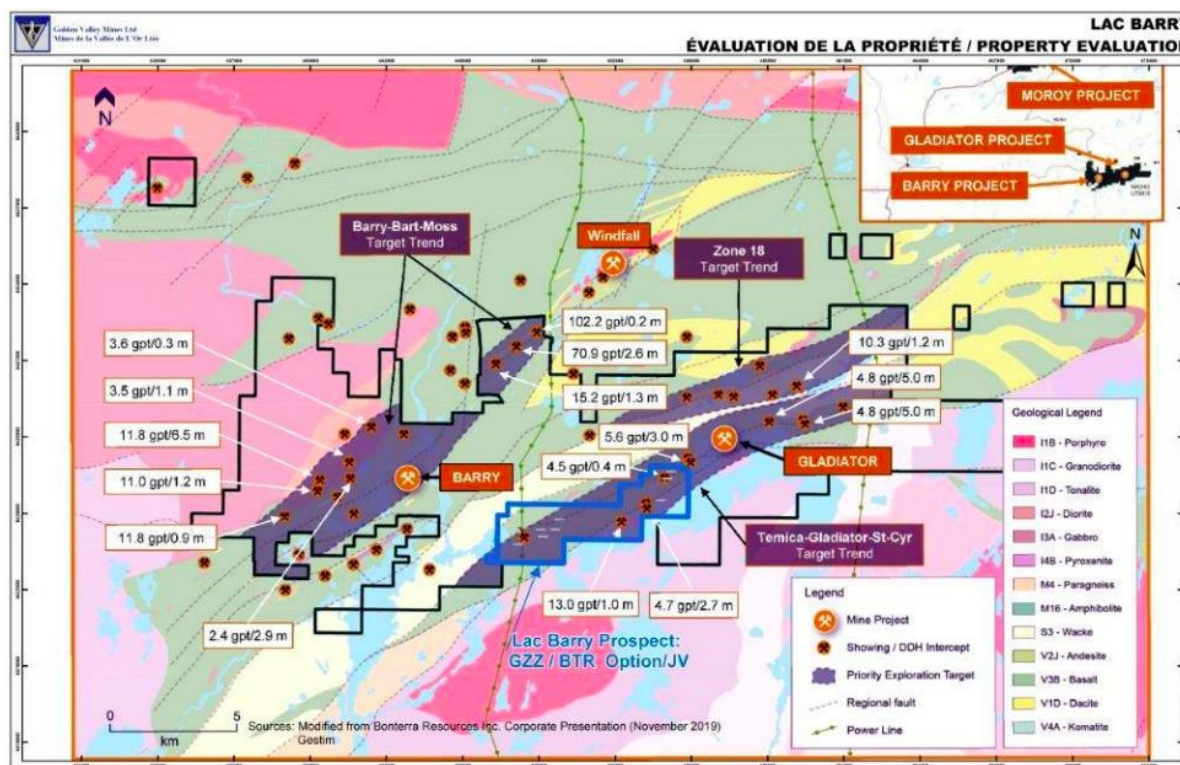 Golden Valley Mines Ltd
Mines de la Vallée de L'Or Ltée
LAC BARRY
ÉVALUATION DE LA PROPRIÉTÉ / PROPERTY EVALUATION
N
MOROY PROJECT
GLADIATOR PROJECT
BARRY PROJECT
N
Barry-Bart-Moss
Target Trend
Windfall
Zone 18
Target Trend
102.2 gpt/0.2 m
70.9 gpt/2.6 m
15.2 gpt/1.3 m
10.3 gpt/1.2 m
4.8 gpt/5.0 m
4.8 gpt/5.0 m
3.6 gpt/0.3 m
3.5 gpt/1.1 m
11.8 gpt/6.5 m
11.0 gpt/1.2 m
11.8 gpt/0.9 m
2.4 gpt/2.9 m
5.6 gpt/3.0 m
4.5 gpt/0.4 m
BARRY
GLADIATOR
Temica-Gladiator-St-Cyr
Target Trend
13.0 gpt/1.0 m
4.7 gpt/2.7 m
Lac Barry Prospect:
GZZ / BTR Option/JV
Legend
Mine Project
Showing / DDH Intercept
Priority Exploration Target
Regional fault
Power Line
Geological Legend
I1B - Porphyre
I1C - Granodiorite
I1D - Tonalite
I2J - Diorite
I3A - Gabbro
I4B - Pyroxenite
M4 - Paragneiss
M16 - Amphibolite
S3 - Wacke
V2J - Andesite
V3B - Basalt
V1D - Dacite
V4A - Komatite
0 5
km
Sources: Modified from Bonterra Resources Inc. Corporate Presentation (November 2019)
Gestim